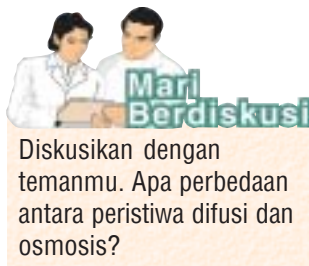 Mari
Berdiskusi
Diskusikan dengan
temanmu. Apa perbedaan
antara peristiwa difusi dan
osmosis?